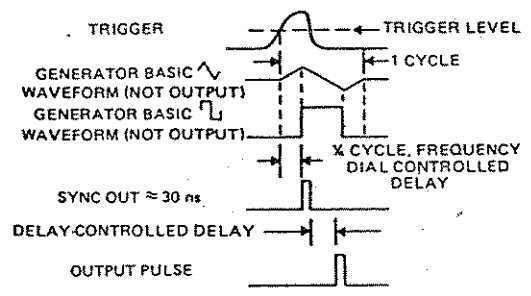 TRIGGER
TRIGGER LEVEL
1 CYCLE
GENERATOR BASIC
WAVEFORM (NOT OUTPUT)
GENERATOR BASIC
WAVEFORM (NOT OUTPUT)
¼ CYCLE, FREQUENCY
DIAL CONTROLLED
DELAY
SYNC OUT ≈ 30 ns
DELAY-CONTROLLED DELAY
OUTPUT PULSE